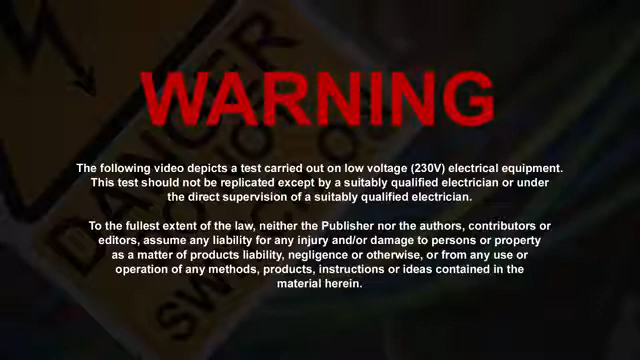 WARNING
The following video depicts a test carried out on low voltage (230V) electrical equipment.
This test should not be replicated except by a suitably qualified electrician or under
the direct supervision of a suitably qualified electrician.
To the fullest extent of the law, neither the Publisher nor the authors, contributors or
editors, assume any liability for any injury and/or damage to persons or property
as a matter of products liability, negligence or otherwise, or from any use or
operation of any methods, products, instructions or ideas contained in the
material herein.
DANGER
DO NOT
SW